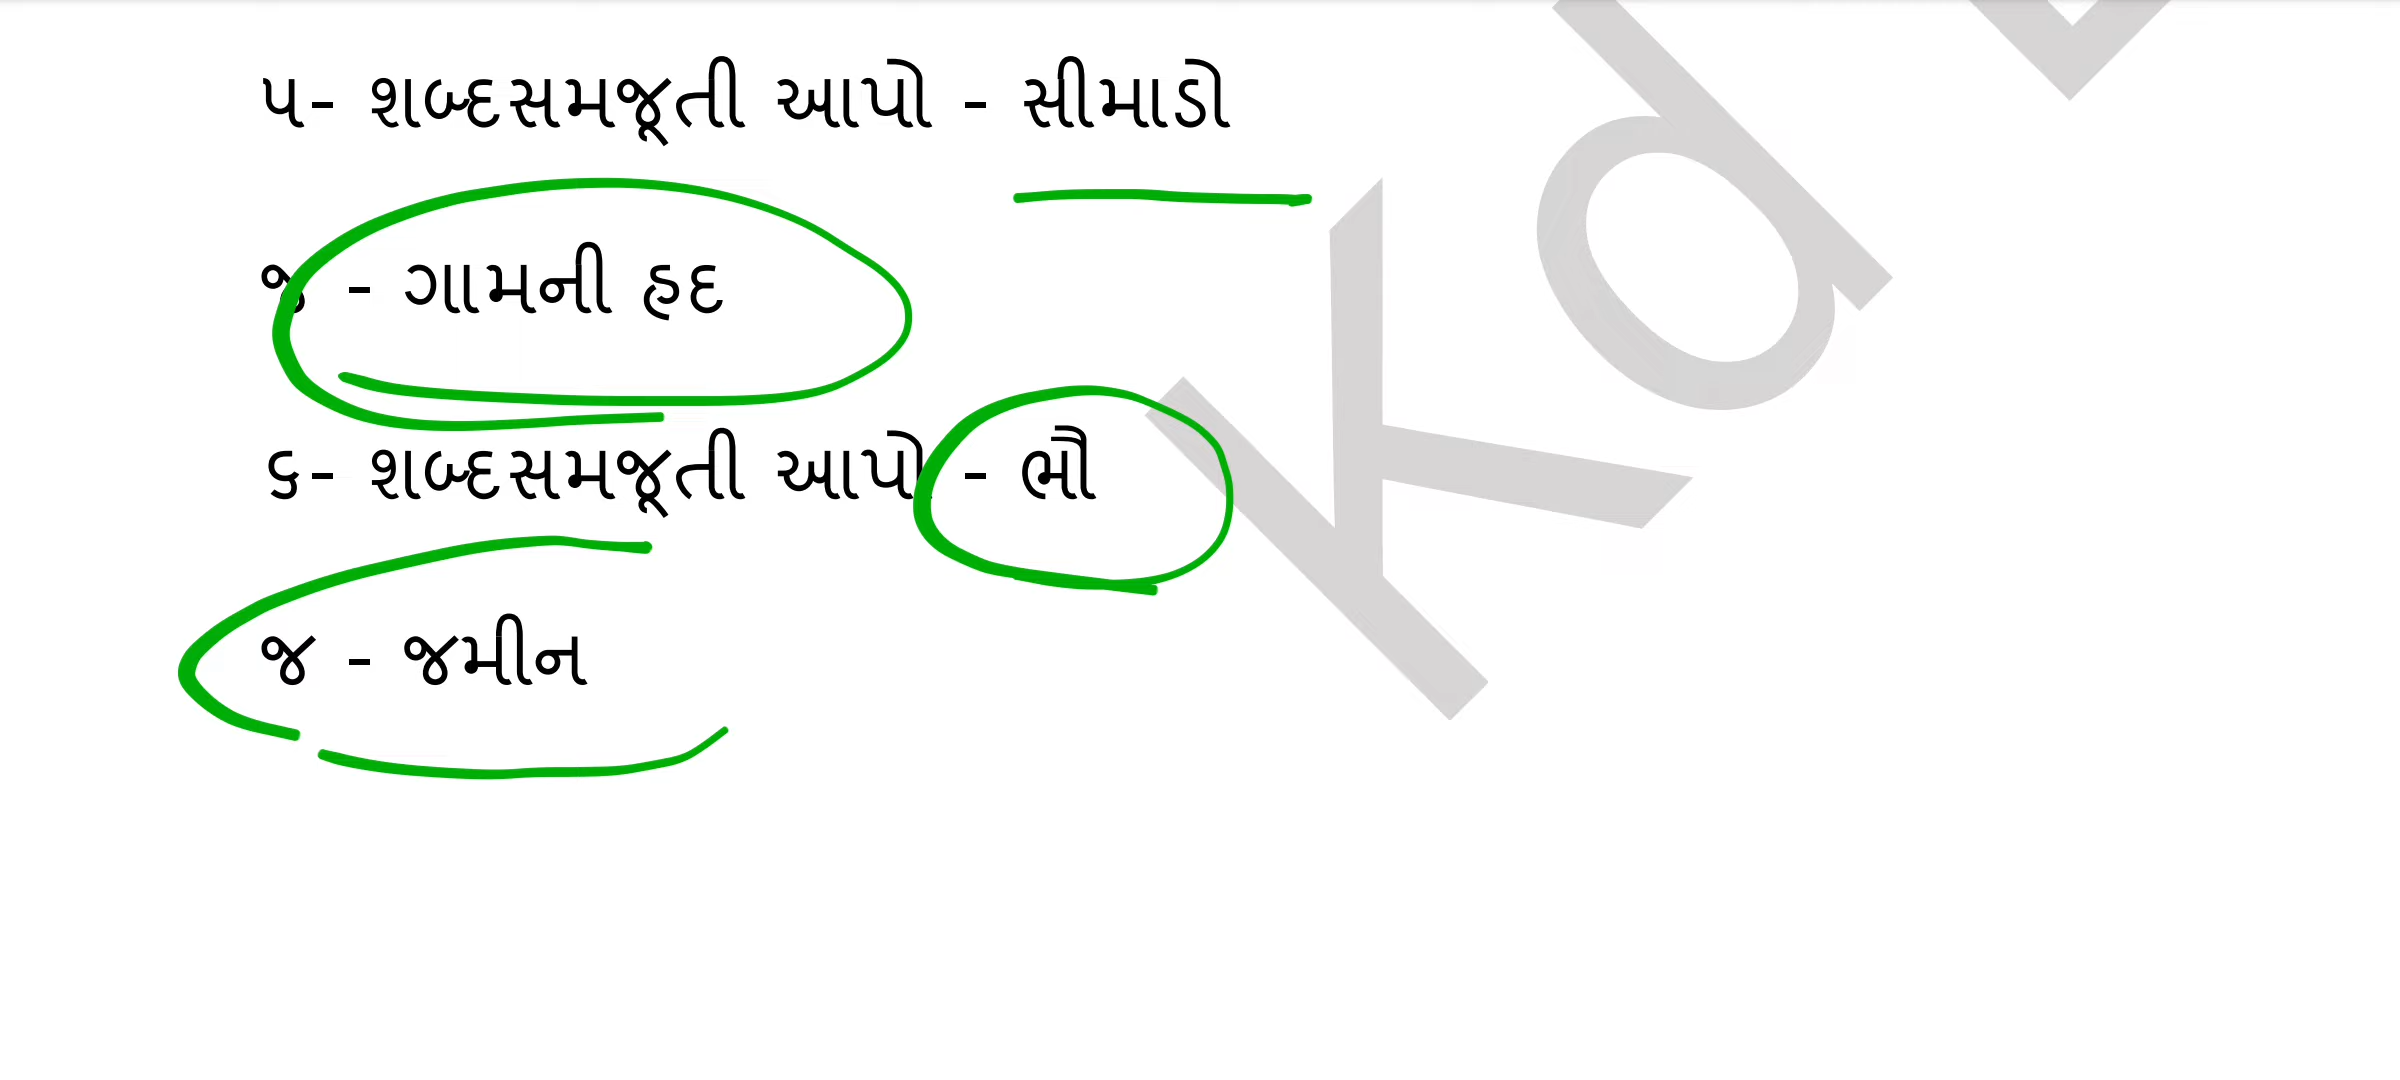 ૫- શબ્દસમજૂતી આપો - સીમાડો
જ - ગામની હદ
૬- શબ્દસમજૂતી આપો - ભૌ
જ - જમીન